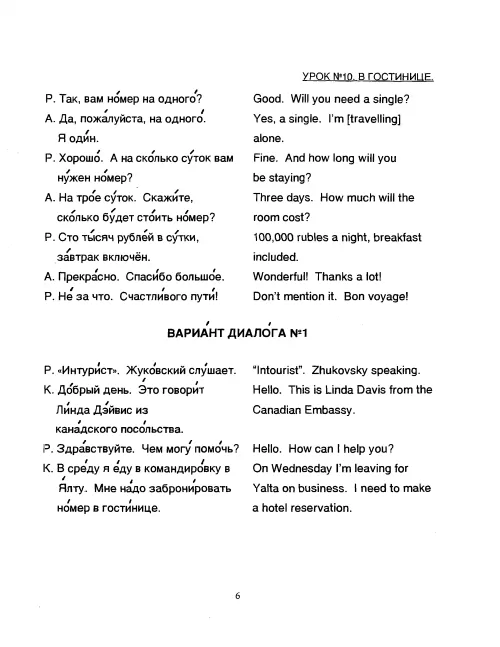 УРОК №10. В ГОСТИНИЦЕ.
Р. Так, вам но́мер на одного́? Good. Will you need a single?
А. Да, пожа́луйста, на одного́. Yes, a single. I'm [travelling]
Я оди́н. alone.
Р. Хорошо́. А на ско́лько су́ток вам Fine. And how long will you
ну́жен но́мер? be staying?
А. На тро́е су́ток. Скажи́те, Three days. How much will the
ско́лько бу́дет сто́ить но́мер? room cost?
Р. Сто ты́сяч рубле́й в су́тки, 100,000 rubles a night, breakfast
за́втрак включён. included.
А. Прекра́сно. Спаси́бо большо́е. Wonderful! Thanks a lot!
Р. Не́ за что. Счастли́вого пути́! Don't mention it. Bon voyage!
ВАРИА́НТ ДИАЛО́ГА №1
Р. «Интури́ст». Жуко́вский слу́шает. "Intourist". Zhukovsky speaking.
К. До́брый день. Э́то говори́т Hello. This is Linda Davis from the
Ли́нда Дэ́йвис из Canadian Embassy.
кана́дского посо́льства.
Р. Здра́вствуйте. Чем могу́ помо́чь? Hello. How can I help you?
К. В сре́ду я е́ду в командиро́вку в On Wednesday I'm leaving for
Я́лту. Мне на́до заброни́ровать Yalta on business. I need to make
но́мер в гости́нице. a hotel reservation.
6